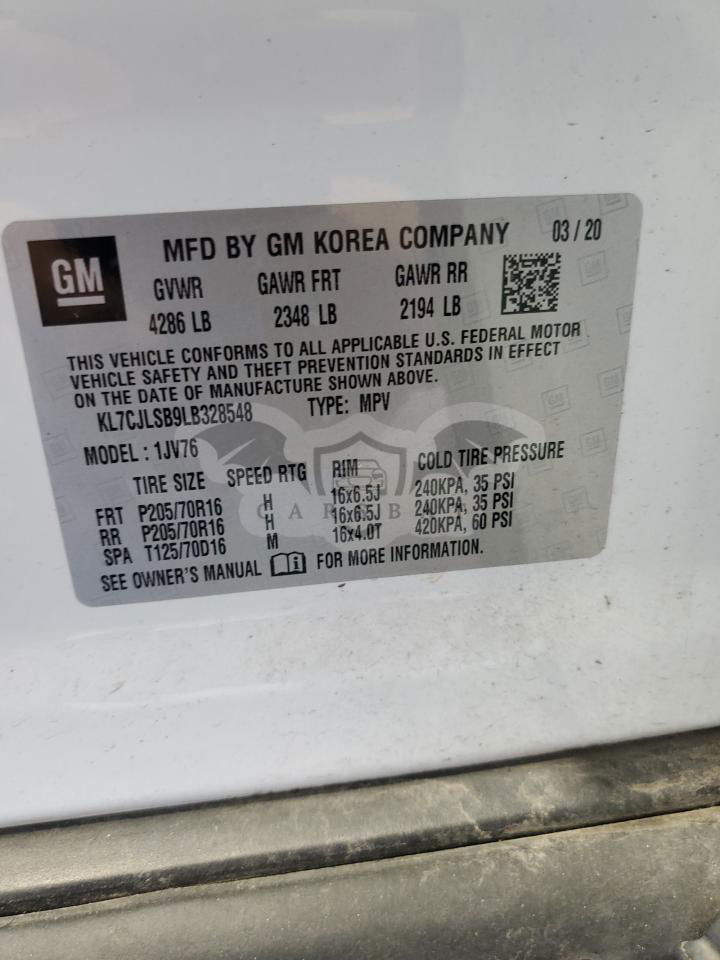 GM
MFD BY GM KOREA COMPANY 03 / 20
GVWR GAWR FRT GAWR RR
4286 LB 2348 LB 2194 LB
THIS VEHICLE CONFORMS TO ALL APPLICABLE U.S. FEDERAL MOTOR
VEHICLE SAFETY AND THEFT PREVENTION STANDARDS IN EFFECT
ON THE DATE OF MANUFACTURE SHOWN ABOVE.
KL7CJLSB9LB328548 TYPE: MPV
MODEL : 1JV76
TIRE SIZE SPEED RTG RIM COLD TIRE PRESSURE
FRT P205/70R16 H 16x6.5J 240KPA, 35 PSI
RR P205/70R16 H 16x6.5J 240KPA, 35 PSI
SPA T125/70D16 M 16x4.0T 420KPA, 60 PSI
SEE OWNER'S MANUAL i FOR MORE INFORMATION.